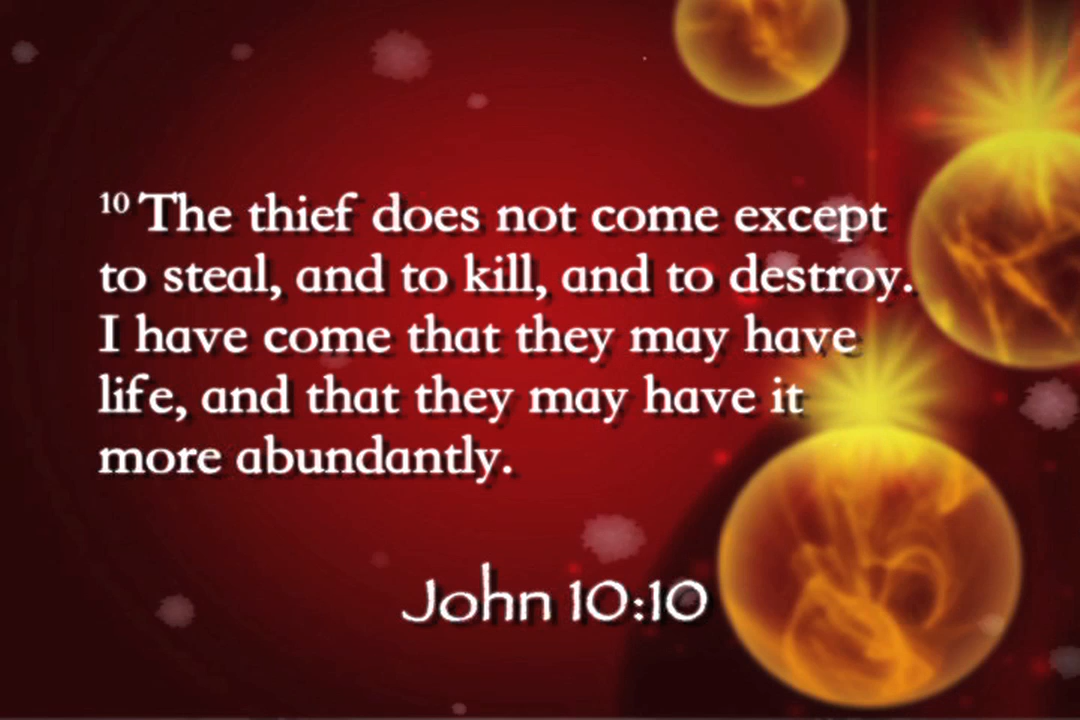 10 The thief does not come except
to steal, and to kill, and to destroy.
I have come that they may have
life, and that they may have it
more abundantly.
John 10:10